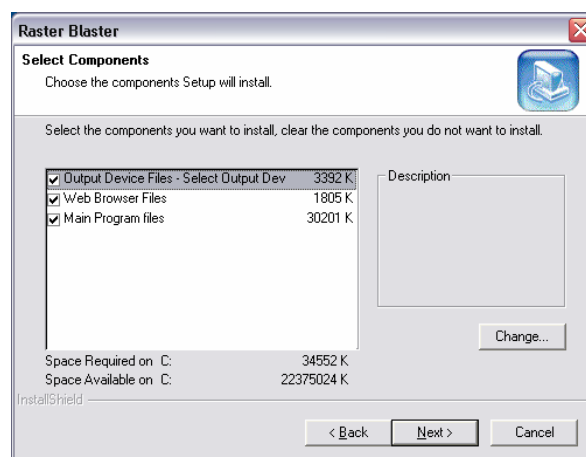 Raster Blaster
Select Components
Choose the components Setup will install.
Select the components you want to install, clear the components you do not want to install.
Output Device Files - Select Output Dev 3392 K
Web Browser Files 1805 K
Main Program files 30201 K
Description
Change...
Space Required on C: 34552 K
Space Available on C: 22375024 K
InstallShield
< Back Next > Cancel